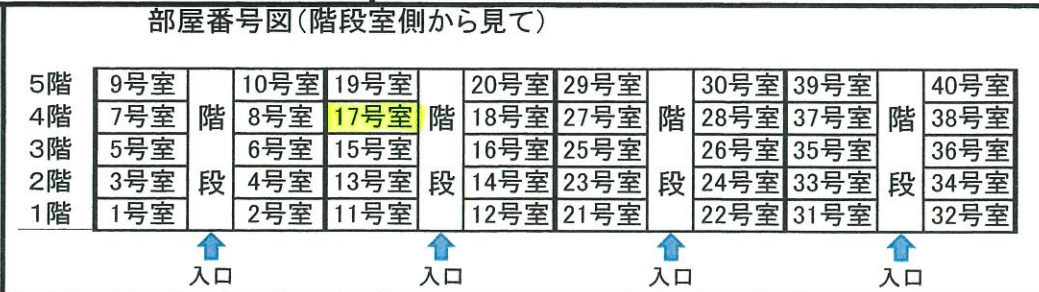 部屋番号図(階段室側から見て)
5階 9号室 10号室 19号室 20号室 29号室 30号室 39号室 40号室
4階 7号室 階 8号室 17号室 階 18号室 27号室 階 28号室 37号室 階 38号室
3階 5号室 6号室 15号室 16号室 25号室 26号室 35号室 36号室
2階 3号室 段 4号室 13号室 段 14号室 23号室 段 24号室 33号室 段 34号室
1階 1号室 2号室 11号室 12号室 21号室 22号室 31号室 32号室
入口 入口 入口 入口